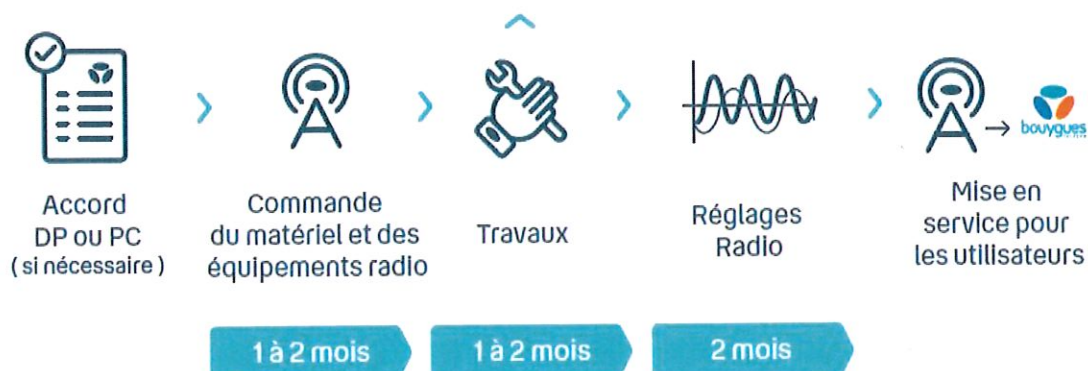 Accord
DP ou PC
( si nécessaire )
Commande
du matériel et des
équipements radio
Travaux
Réglages
Radio
bouygues
Mise en
service pour
les utilisateurs
1 à 2 mois
1 à 2 mois
2 mois